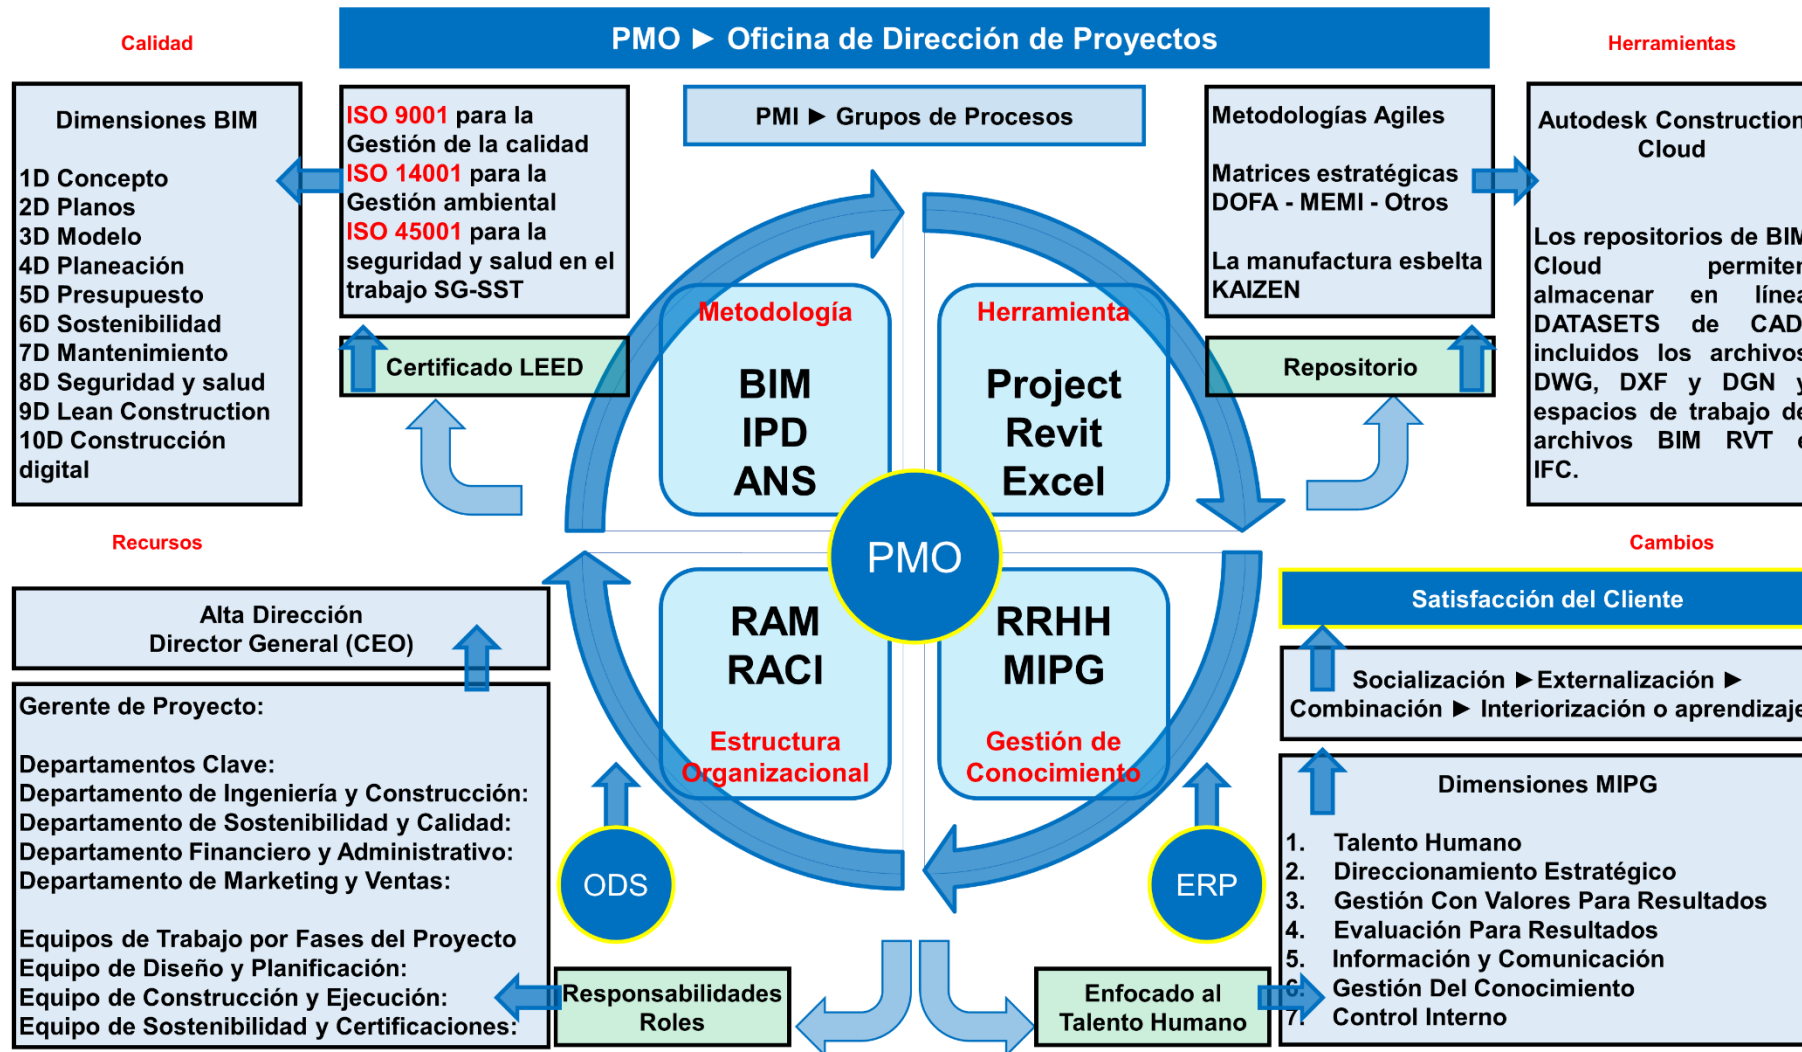 PMO ► Oficina de Dirección de Proyectos
Calidad
Dimensiones BIM
1D Concepto
2D Planos
3D Modelo
4D Planeación
5D Presupuesto
6D Sostenibilidad
7D Mantenimiento
8D Seguridad y salud
9D Lean Construction
10D Construcción
digital
ISO 9001 para la
Gestión de la calidad
ISO 14001 para la
Gestión ambiental
ISO 45001 para la
seguridad y salud en el
trabajo SG-SST
Certificado LEED
PMI ► Grupos de Procesos
Metodologías Agiles
Matrices estratégicas
DOFA - MEMI - Otros
La manufactura esbelta
KAIZEN
Repositorio
Herramientas
Autodesk Construction
Cloud
Los repositorios de BIM
Cloud permiten
almacenar en línea
DATASETS de CAD,
incluidos los archivos
DWG, DXF y DGN y
espacios de trabajo de
archivos BIM RVT e
IFC.
Metodología
BIM
IPD
ANS
Herramienta
Project
Revit
Excel
PMO
RAM
RACI
Estructura
Organizacional
RRHH
MIPG
Gestión de
Conocimiento
ODS
ERP
Recursos
Alta Dirección
Director General (CEO)
Gerente de Proyecto:
Departamentos Clave:
Departamento de Ingeniería y Construcción:
Departamento de Sostenibilidad y Calidad:
Departamento Financiero y Administrativo:
Departamento de Marketing y Ventas:
Equipos de Trabajo por Fases del Proyecto
Equipo de Diseño y Planificación:
Equipo de Construcción y Ejecución:
Equipo de Sostenibilidad y Certificaciones:
Responsabilidades
Roles
Enfocado al
Talento Humano
Cambios
Satisfacción del Cliente
Socialización ►Externalización ►
Combinación ► Interiorización o aprendizaje
Dimensiones MIPG
1. Talento Humano
2. Direccionamiento Estratégico
3. Gestión Con Valores Para Resultados
4. Evaluación Para Resultados
5. Información y Comunicación
6. Gestión Del Conocimiento
7. Control Interno